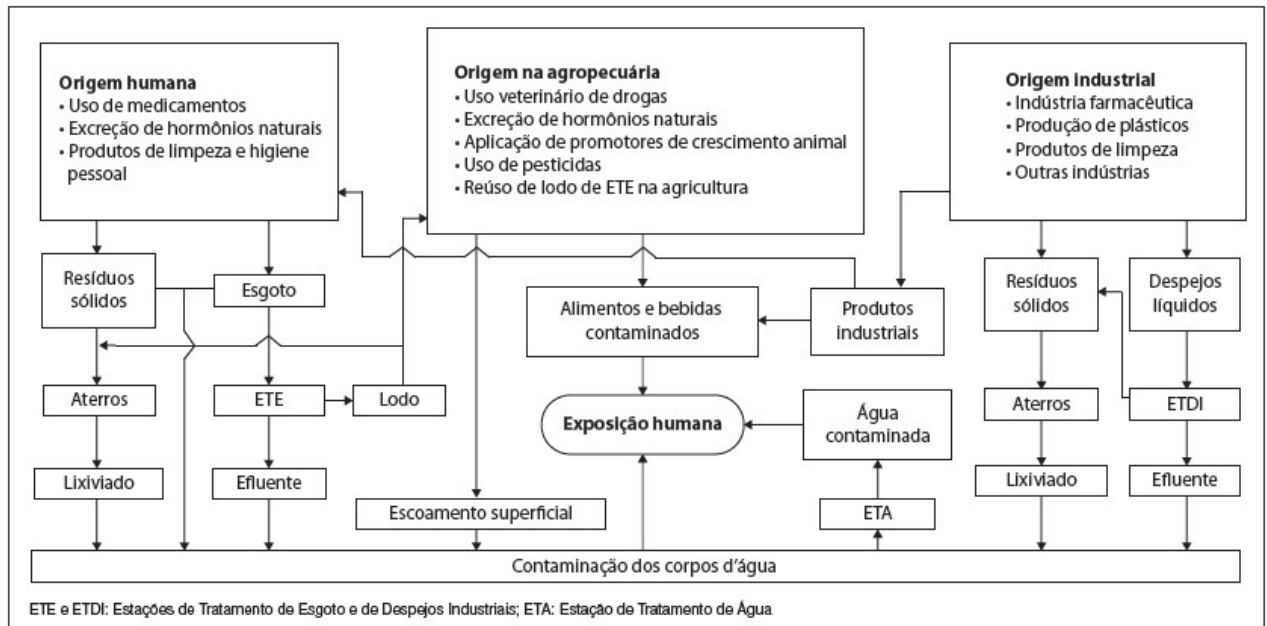 Origem humana
• Uso de medicamentos
• Excreção de hormônios naturais
• Produtos de limpeza e higiene
pessoal
Origem na agropecuária
• Uso veterinário de drogas
• Excreção de hormônios naturais
• Aplicação de promotores de crescimento animal
• Uso de pesticidas
• Reúso de lodo de ETE na agricultura
Origem industrial
• Indústria farmacêutica
• Produção de plásticos
• Produtos de limpeza
• Outras indústrias
Resíduos
sólidos
Esgoto
Alimentos e bebidas
contaminados
Produtos
industriais
Resíduos
sólidos
Despejos
líquidos
Aterros
ETE
Lodo
Exposição humana
Água
contaminada
Aterros
ETDI
Lixiviado
Efluente
Escoamento superficial
ETA
Lixiviado
Efluente
Contaminação dos corpos d'água
ETE e ETDI: Estações de Tratamento de Esgoto e de Despejos Industriais; ETA: Estação de Tratamento de Água